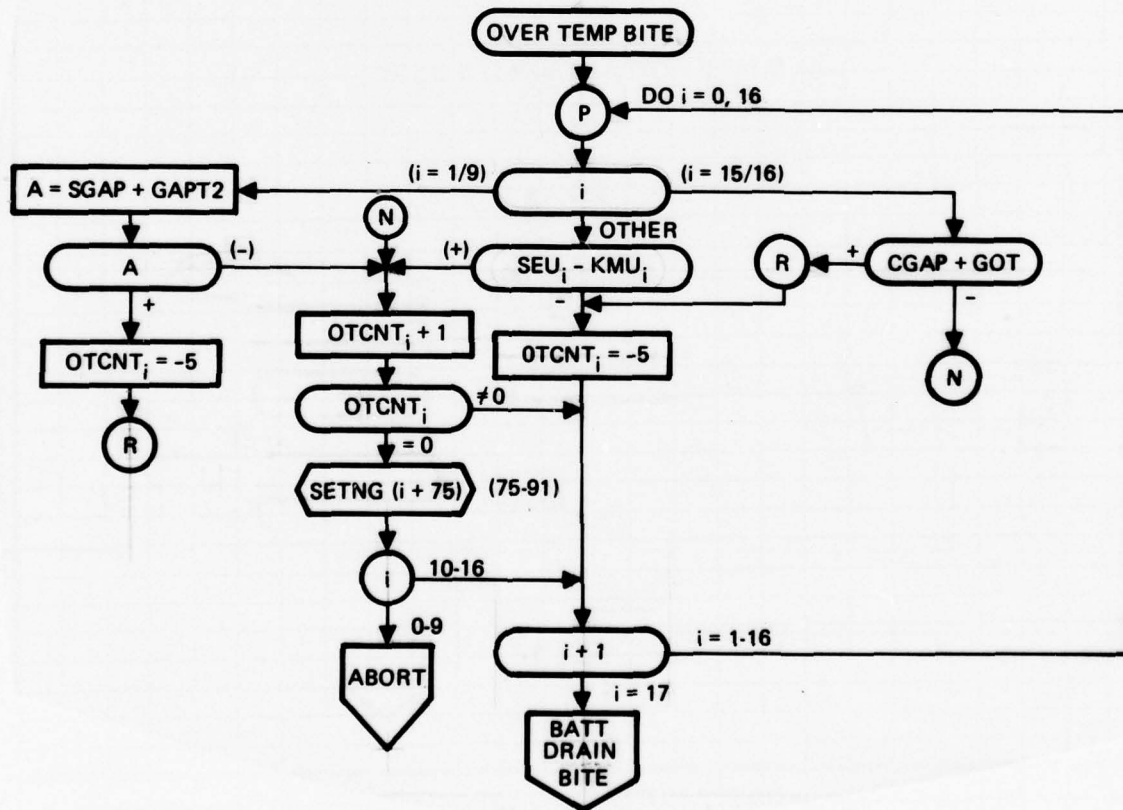 OVER TEMP BITE
P
DO i = 0, 16
A = SGAP + GAPT2
(i = 1/9)
i
(i = 15/16)
N
OTHER
A
(-)
(+)
SEUi - KMUi
R
+
CGAP + GOT
+
-
-
OTCNTi = -5
OTCNTi + 1
0TCNTi = -5
N
R
OTCNTi
≠0
= 0
SETNG (i + 75)
(75-91)
i
10-16
0-9
i + 1
i = 1-16
ABORT
i = 17
BATT
DRAIN
BITE